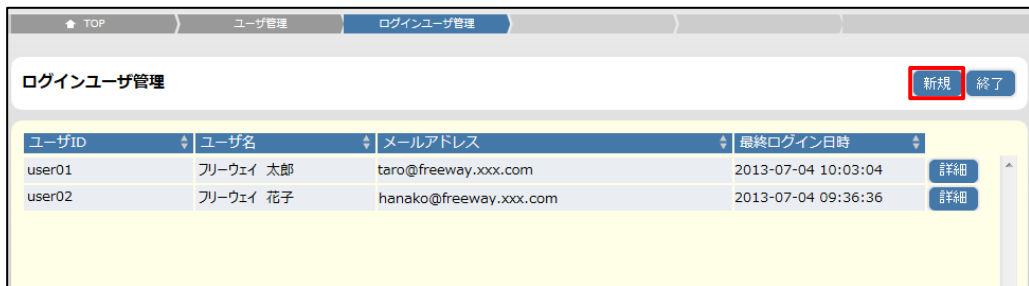 TOP ユーザ管理 ログインユーザ管理
ログインユーザ管理 新規 終了
ユーザID ユーザ名 メールアドレス 最終ログイン日時
user01 フリーウェイ 太郎 taro@freeway.xxx.com 2013-07-04 10:03:04 詳細
user02 フリーウェイ 花子 hanako@freeway.xxx.com 2013-07-04 09:36:36 詳細